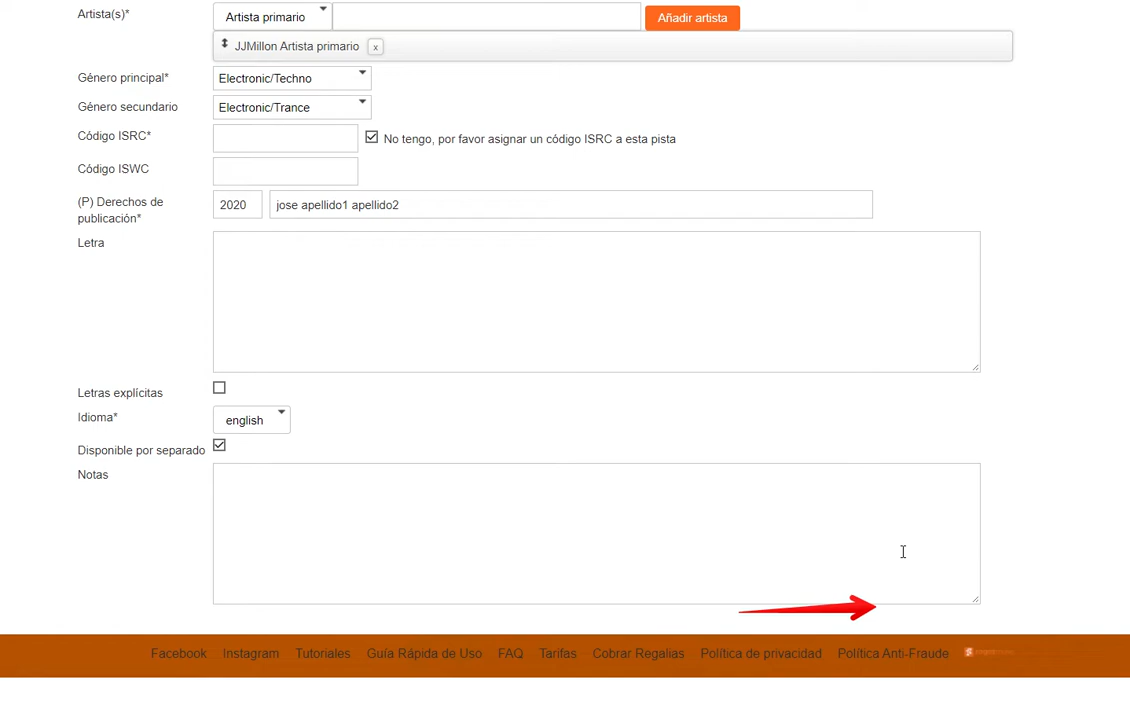 Artista(s)* Artista primario Añadir artista
JJMillon Artista primario x
Género principal* Electronic/Techno
Género secundario Electronic/Trance
Código ISRC* No tengo, por favor asignar un código ISRC a esta pista
Código ISWC
(P) Derechos de publicación* 2020 jose apellido1 apellido2
Letra
Letras explícitas
Idioma* english
Disponible por separado
Notas
Facebook Instagram Tutoriales Guía Rápida de Uso FAQ Tarifas Cobrar Regalias Política de privacidad Política Anti-Fraude